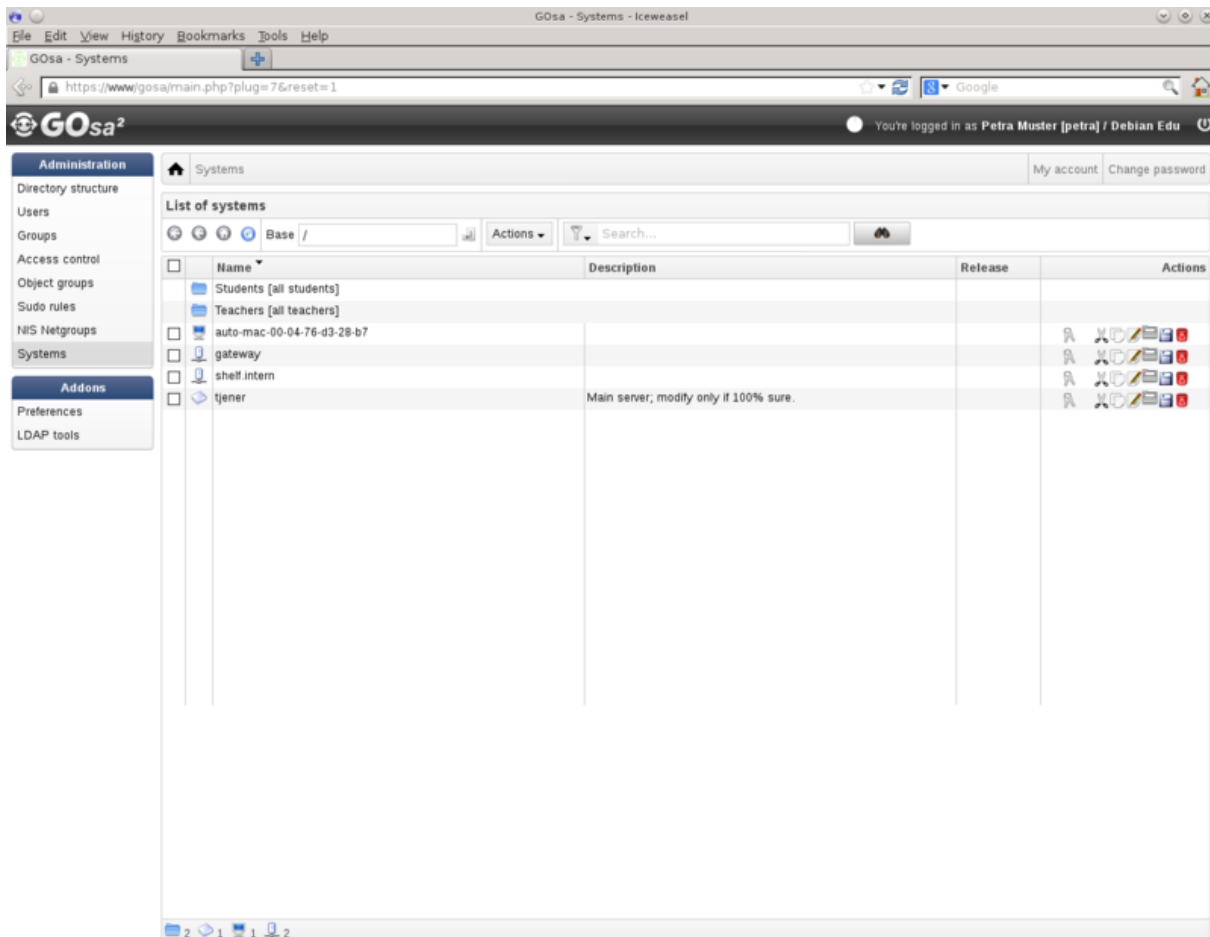 GOsa - Systems - Iceweasel
File Edit View History Bookmarks Tools Help
GOsa - Systems
https://www/gosa/main.php?plug=7&reset=1
Google
GOsa²
You're logged in as Petra Muster [petra] / Debian Edu
Administration
Directory structure
Users
Groups
Access control
Object groups
Sudo rules
NIS Netgroups
Systems
Addons
Preferences
LDAP tools
Systems
My account Change password
List of systems
Base / Actions Search...
Name Description Release Actions
Students [all students]
Teachers [all teachers]
auto-mac-00-04-76-d3-28-b7
gateway
shelf.intern
tjener Main server; modify only if 100% sure.
2 1 1 2